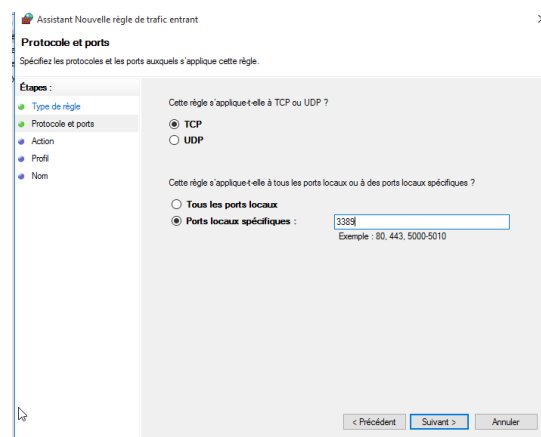 Assistant Nouvelle règle de trafic entrant
Protocole et ports
Spécifiez les protocoles et les ports auxquels s'applique cette règle.
Étapes :
Type de règle
Protocole et ports
Action
Profil
Nom
Cette règle s'applique-t-elle à TCP ou UDP ?
TCP
UDP
Cette règle s'applique-t-elle à tous les ports locaux ou à des ports locaux spécifiques ?
Tous les ports locaux
Ports locaux spécifiques :
3389
Exemple : 80, 443, 5000-5010
< Précédent
Suivant >
Annuler